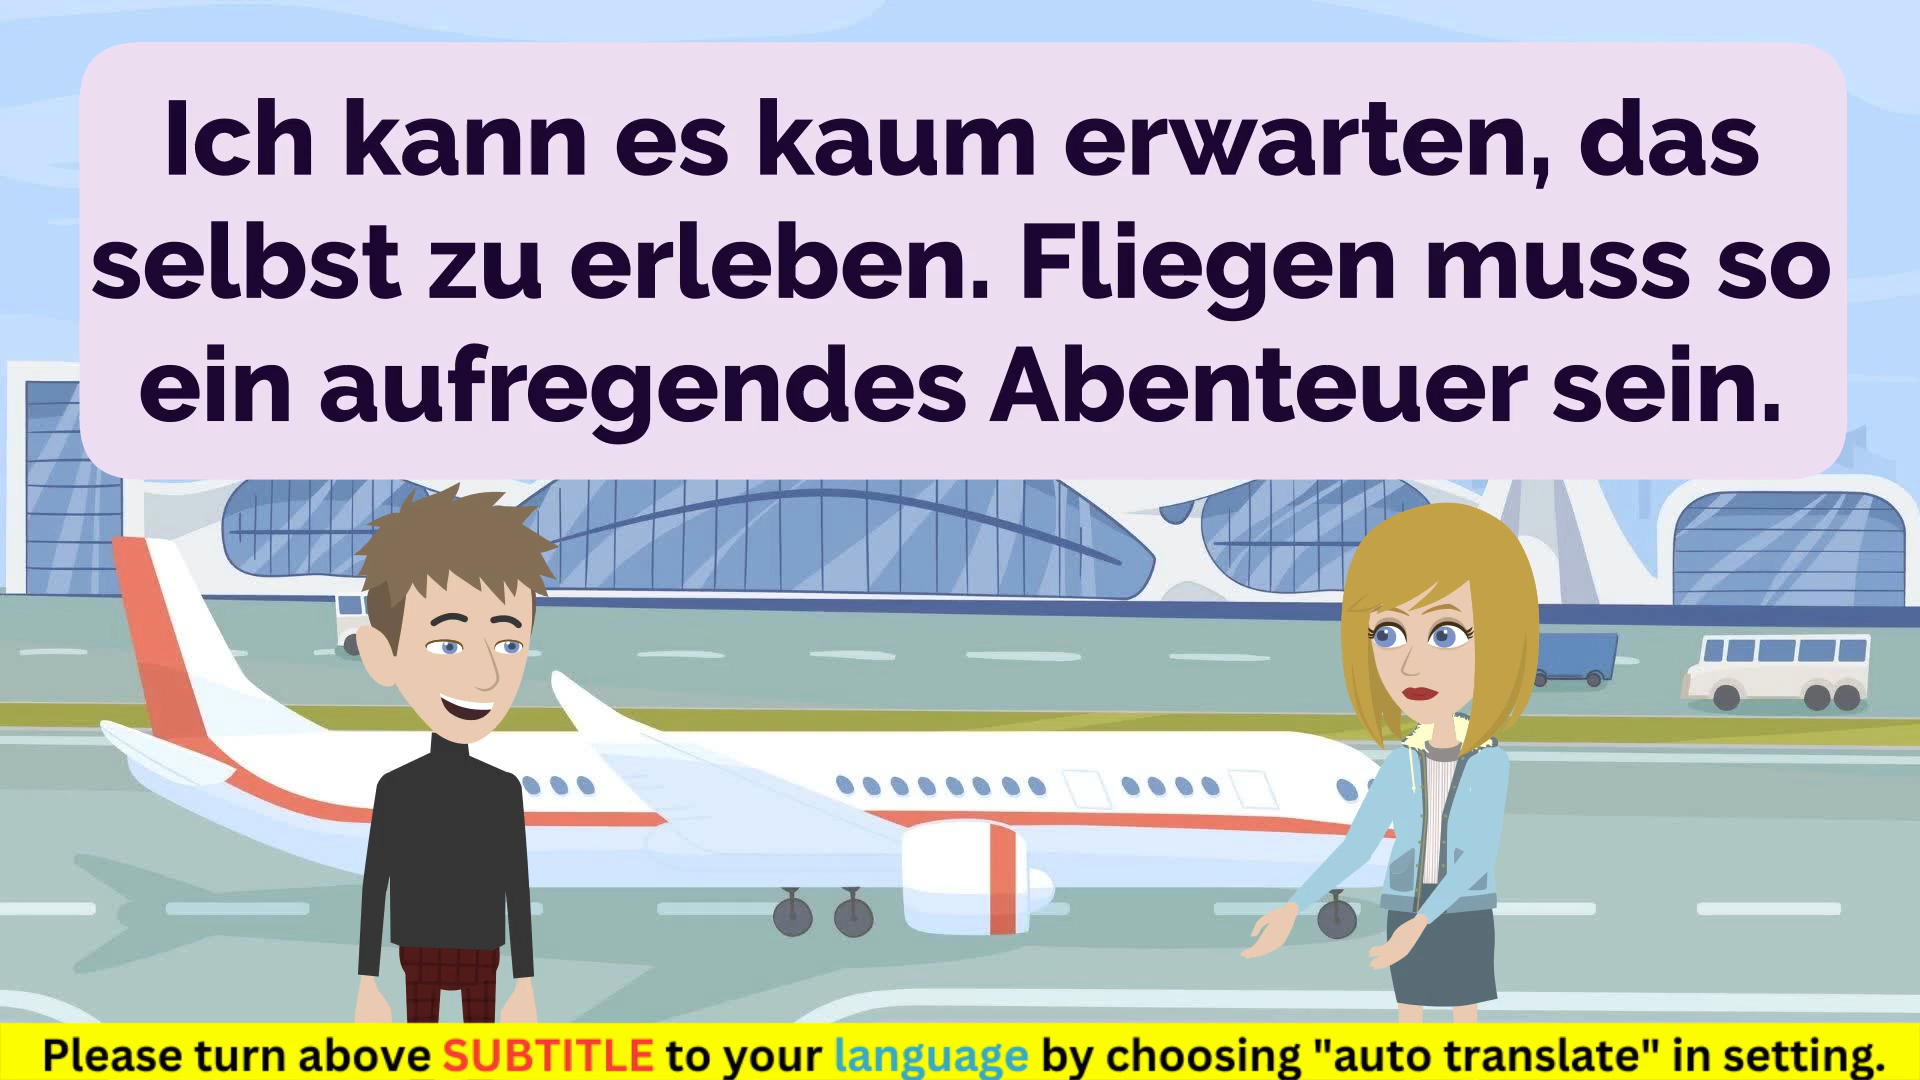 Ich kann es kaum erwarten, das
selbst zu erleben. Fliegen muss so
ein aufregendes Abenteuer sein.
Please turn above SUBTITLE to your language by choosing "auto translate" in setting.